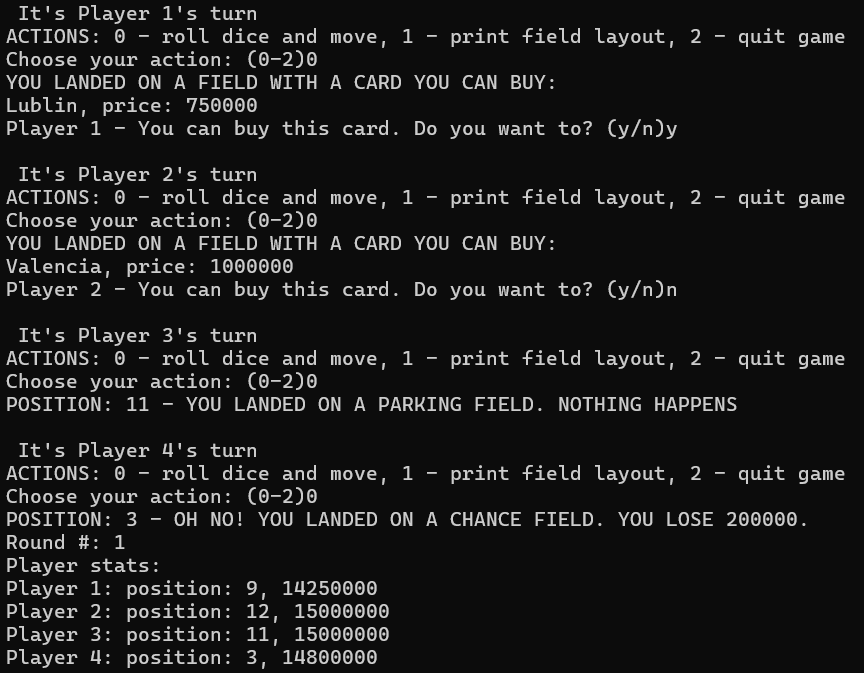 It's Player 1's turn
ACTIONS: 0 – roll dice and move, 1 – print field layout, 2 – quit game
Choose your action: (0–2)0
YOU LANDED ON A FIELD WITH A CARD YOU CAN BUY:
Lublin, price: 750000
Player 1 – You can buy this card. Do you want to? (y/n)y
It's Player 2's turn
ACTIONS: 0 – roll dice and move, 1 – print field layout, 2 – quit game
Choose your action: (0–2)0
YOU LANDED ON A FIELD WITH A CARD YOU CAN BUY:
Valencia, price: 1000000
Player 2 – You can buy this card. Do you want to? (y/n)n
It's Player 3's turn
ACTIONS: 0 – roll dice and move, 1 – print field layout, 2 – quit game
Choose your action: (0–2)0
POSITION: 11 – YOU LANDED ON A PARKING FIELD. NOTHING HAPPENS
It's Player 4's turn
ACTIONS: 0 – roll dice and move, 1 – print field layout, 2 – quit game
Choose your action: (0–2)0
POSITION: 3 – OH NO! YOU LANDED ON A CHANCE FIELD. YOU LOSE 200000.
Round #: 1
Player stats:
Player 1: position: 9, 14250000
Player 2: position: 12, 15000000
Player 3: position: 11, 15000000
Player 4: position: 3, 14800000